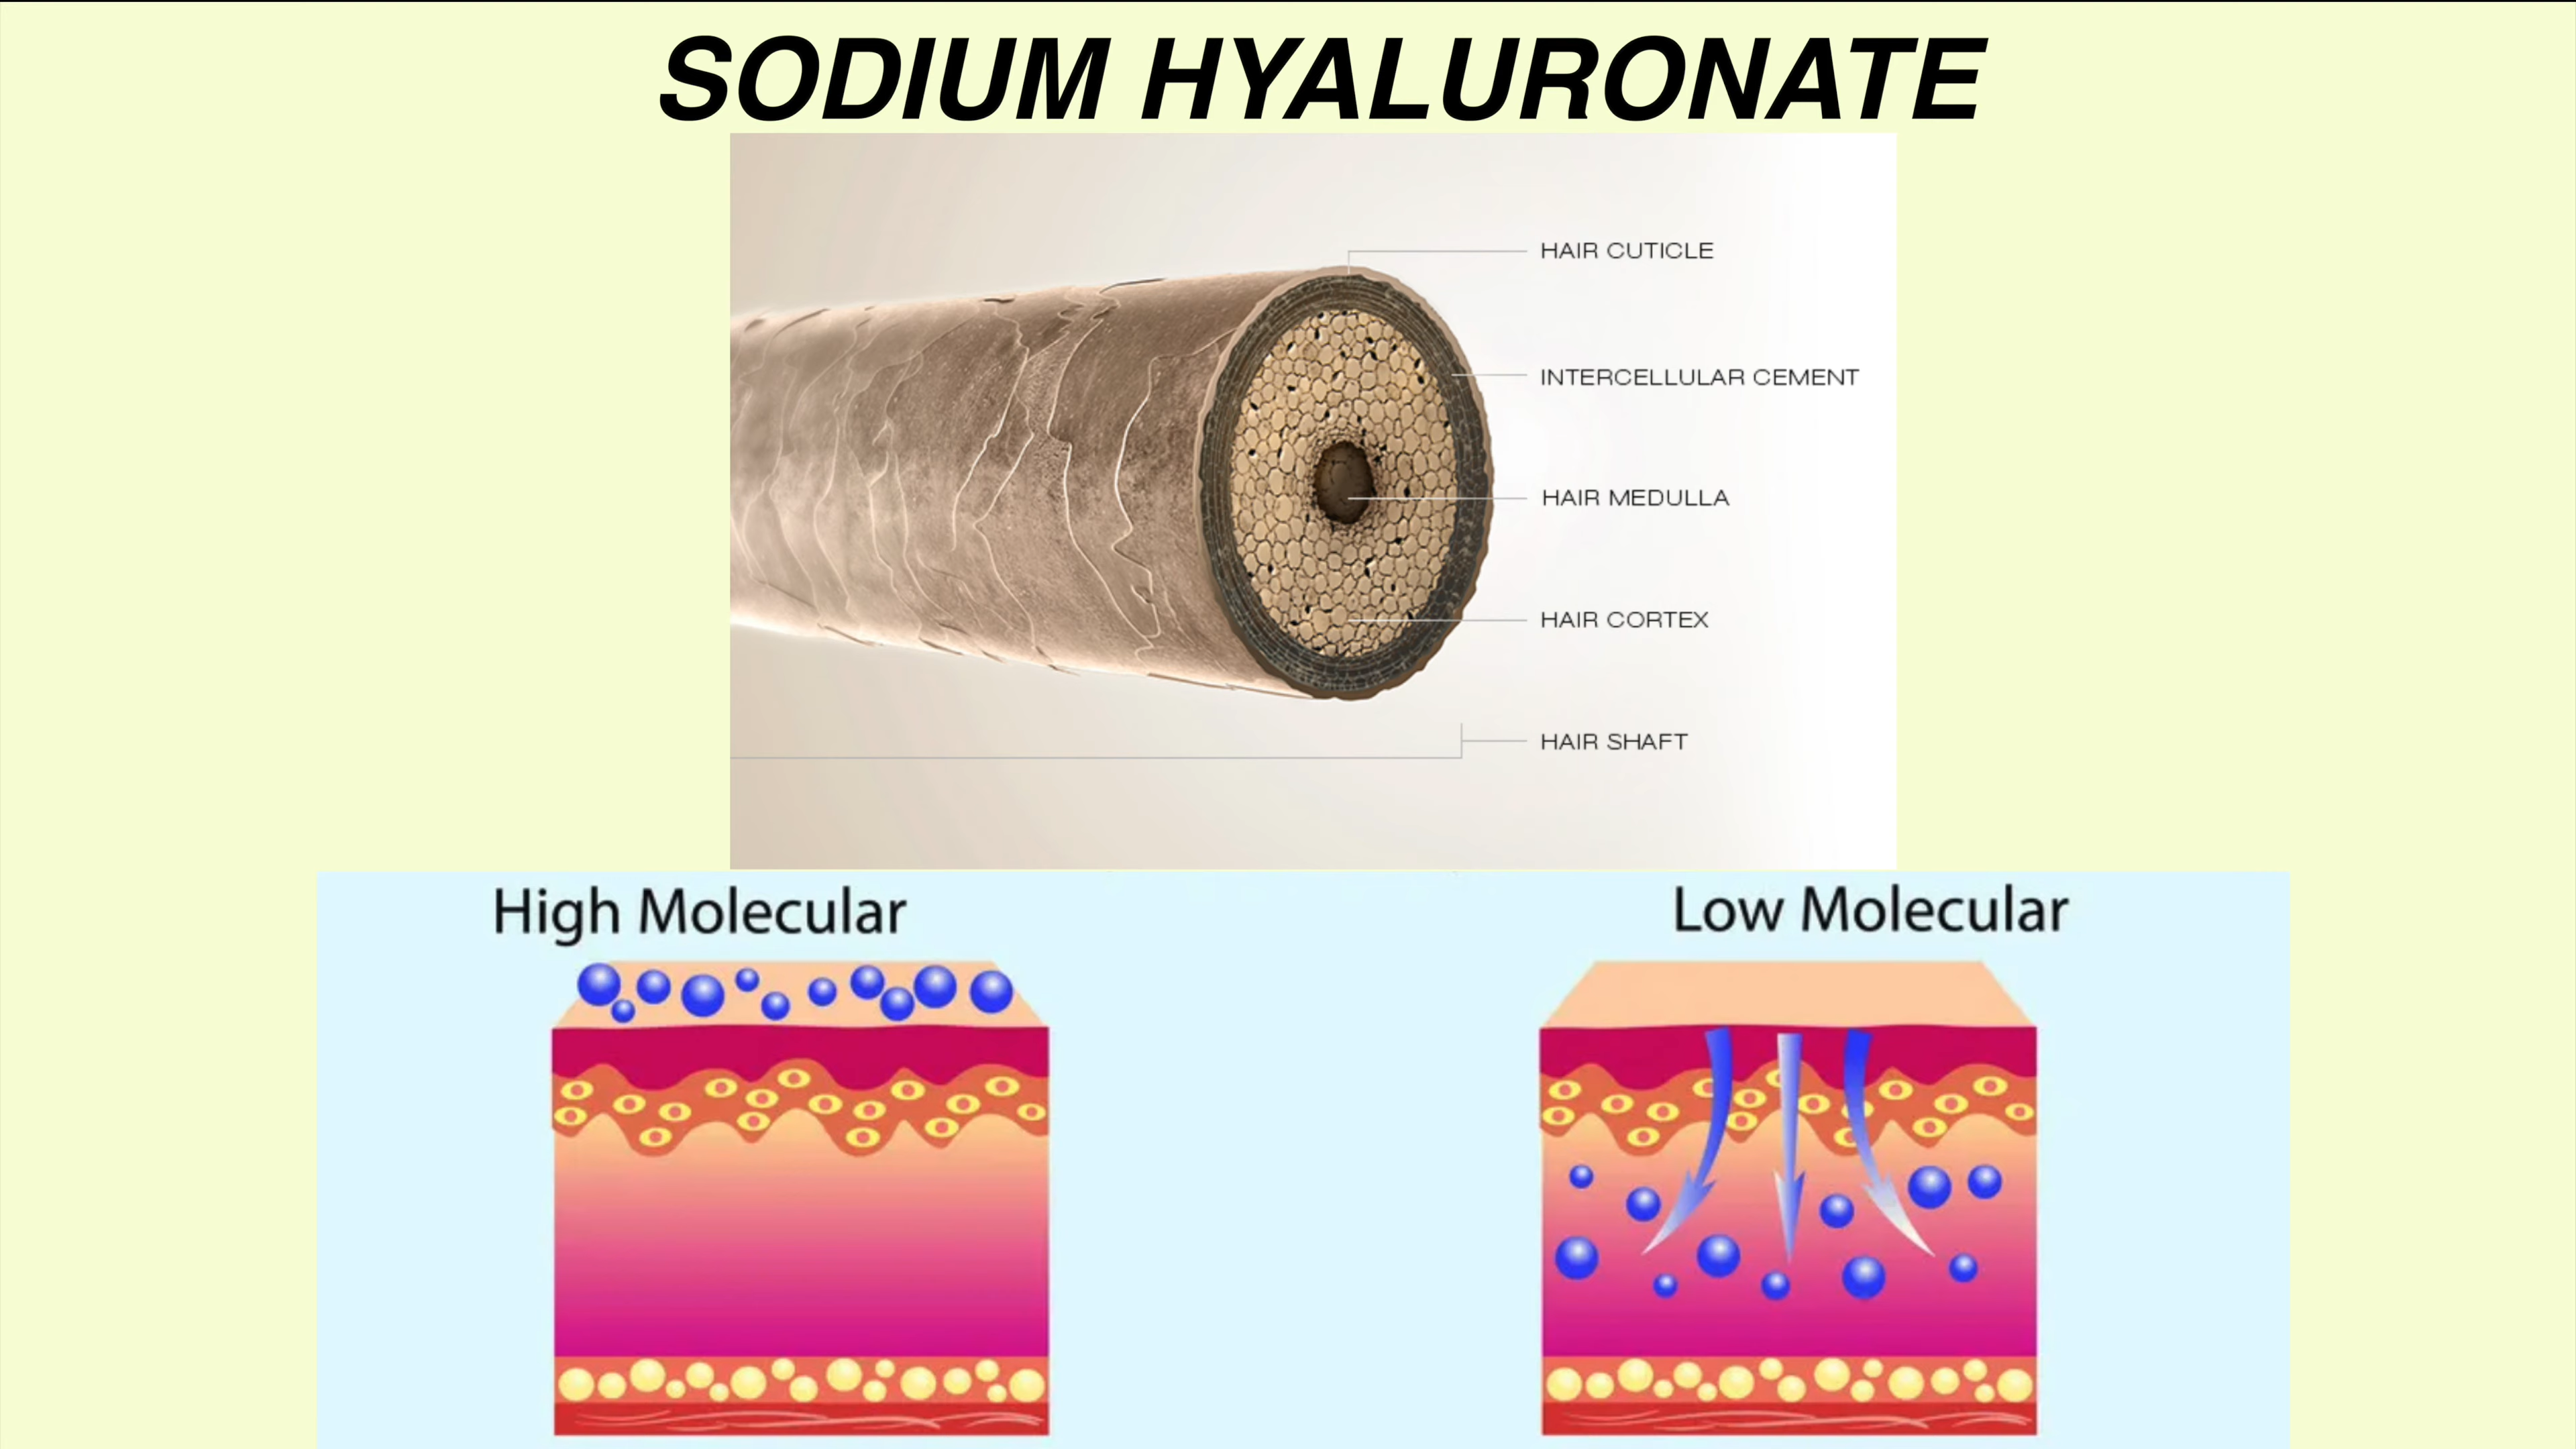 SODIUM HYALURONATE
HAIR CUTICLE
INTERCELLULAR CEMENT
HAIR MEDULLA
HAIR CORTEX
HAIR SHAFT
High Molecular
Low Molecular